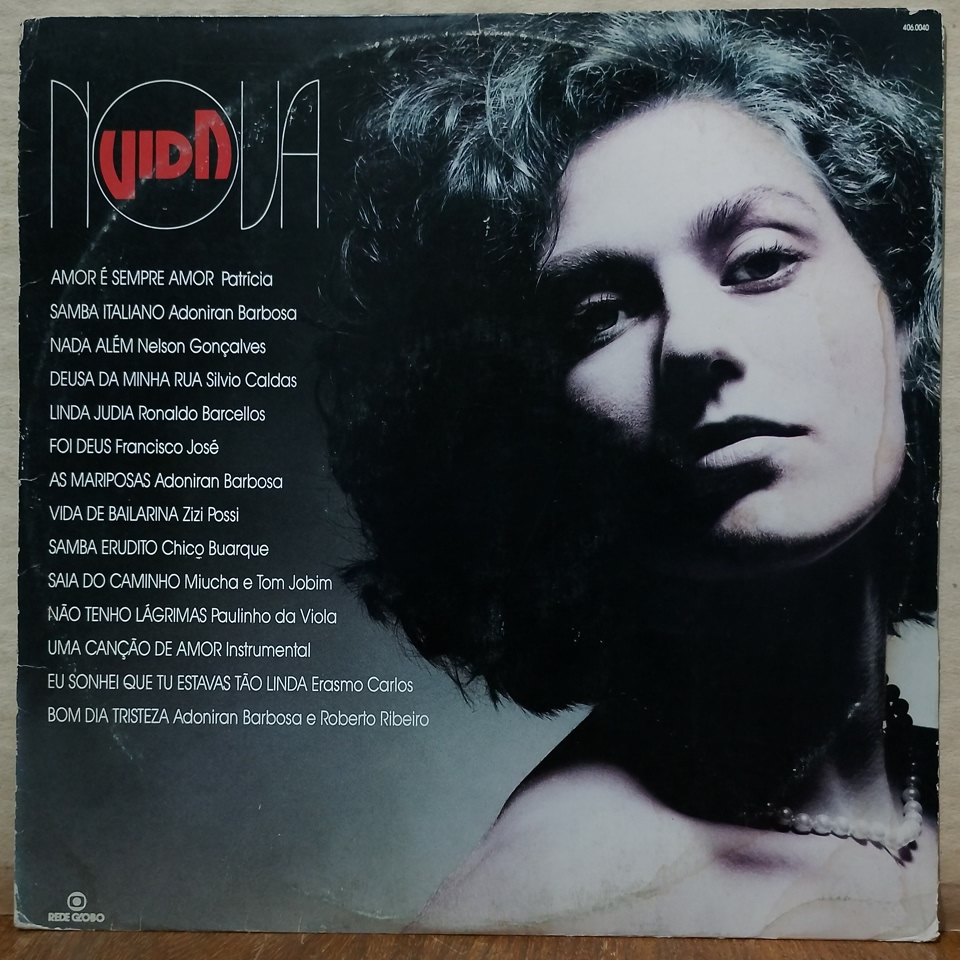 406.0040
NOVA
VIDA
AMOR É SEMPRE AMOR Patrícia
SAMBA ITALIANO Adoniran Barbosa
NADA ALÉM Nelson Gonçalves
DEUSA DA MINHA RUA Silvio Caldas
LINDA JUDIA Ronaldo Barcellos
FOI DEUS Francisco José
AS MARIPOSAS Adoniran Barbosa
VIDA DE BAILARINA Zizi Possi
SAMBA ERUDITO Chico Buarque
SAIA DO CAMINHO Miucha e Tom Jobim
NÃO TENHO LÁGRIMAS Paulinho da Viola
UMA CANÇÃO DE AMOR Instrumental
EU SONHEI QUE TU ESTAVAS TÃO LINDA Erasmo Carlos
BOM DIA TRISTEZA Adoniran Barbosa e Roberto Ribeiro
REDE GLOBO